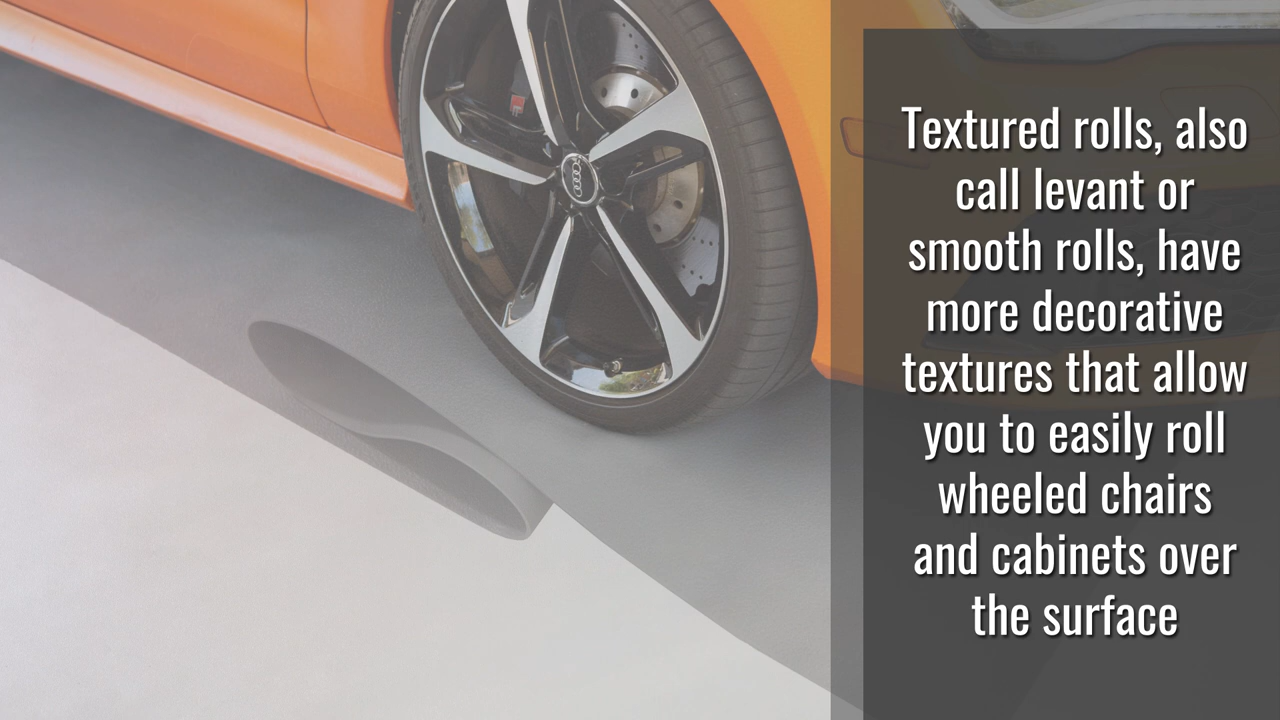 Textured rolls, also
call levant or
smooth rolls, have
more decorative
textures that allow
you to easily roll
wheeled chairs
and cabinets over
the surface